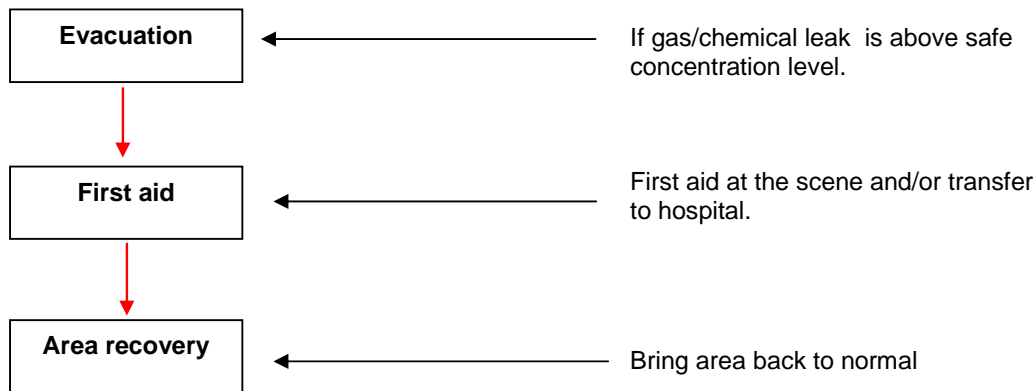 Evacuation
If gas/chemical leak  is above safe
concentration level.
First aid
First aid at the scene and/or transfer
to hospital.
Area recovery
Bring area back to normal